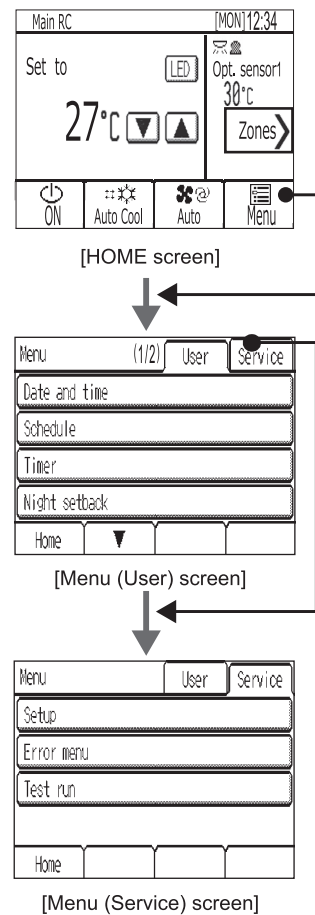 Main RC [MON]12:34
Set to LED Opt. sensor1
30°C
27°C Zones
ON Auto Cool Auto Menu
[HOME screen]
Menu (1/2) User Service
Date and time
Schedule
Timer
Night setback
Home
[Menu (User) screen]
Menu User Service
Setup
Error menu
Test run
Home
[Menu (Service) screen]